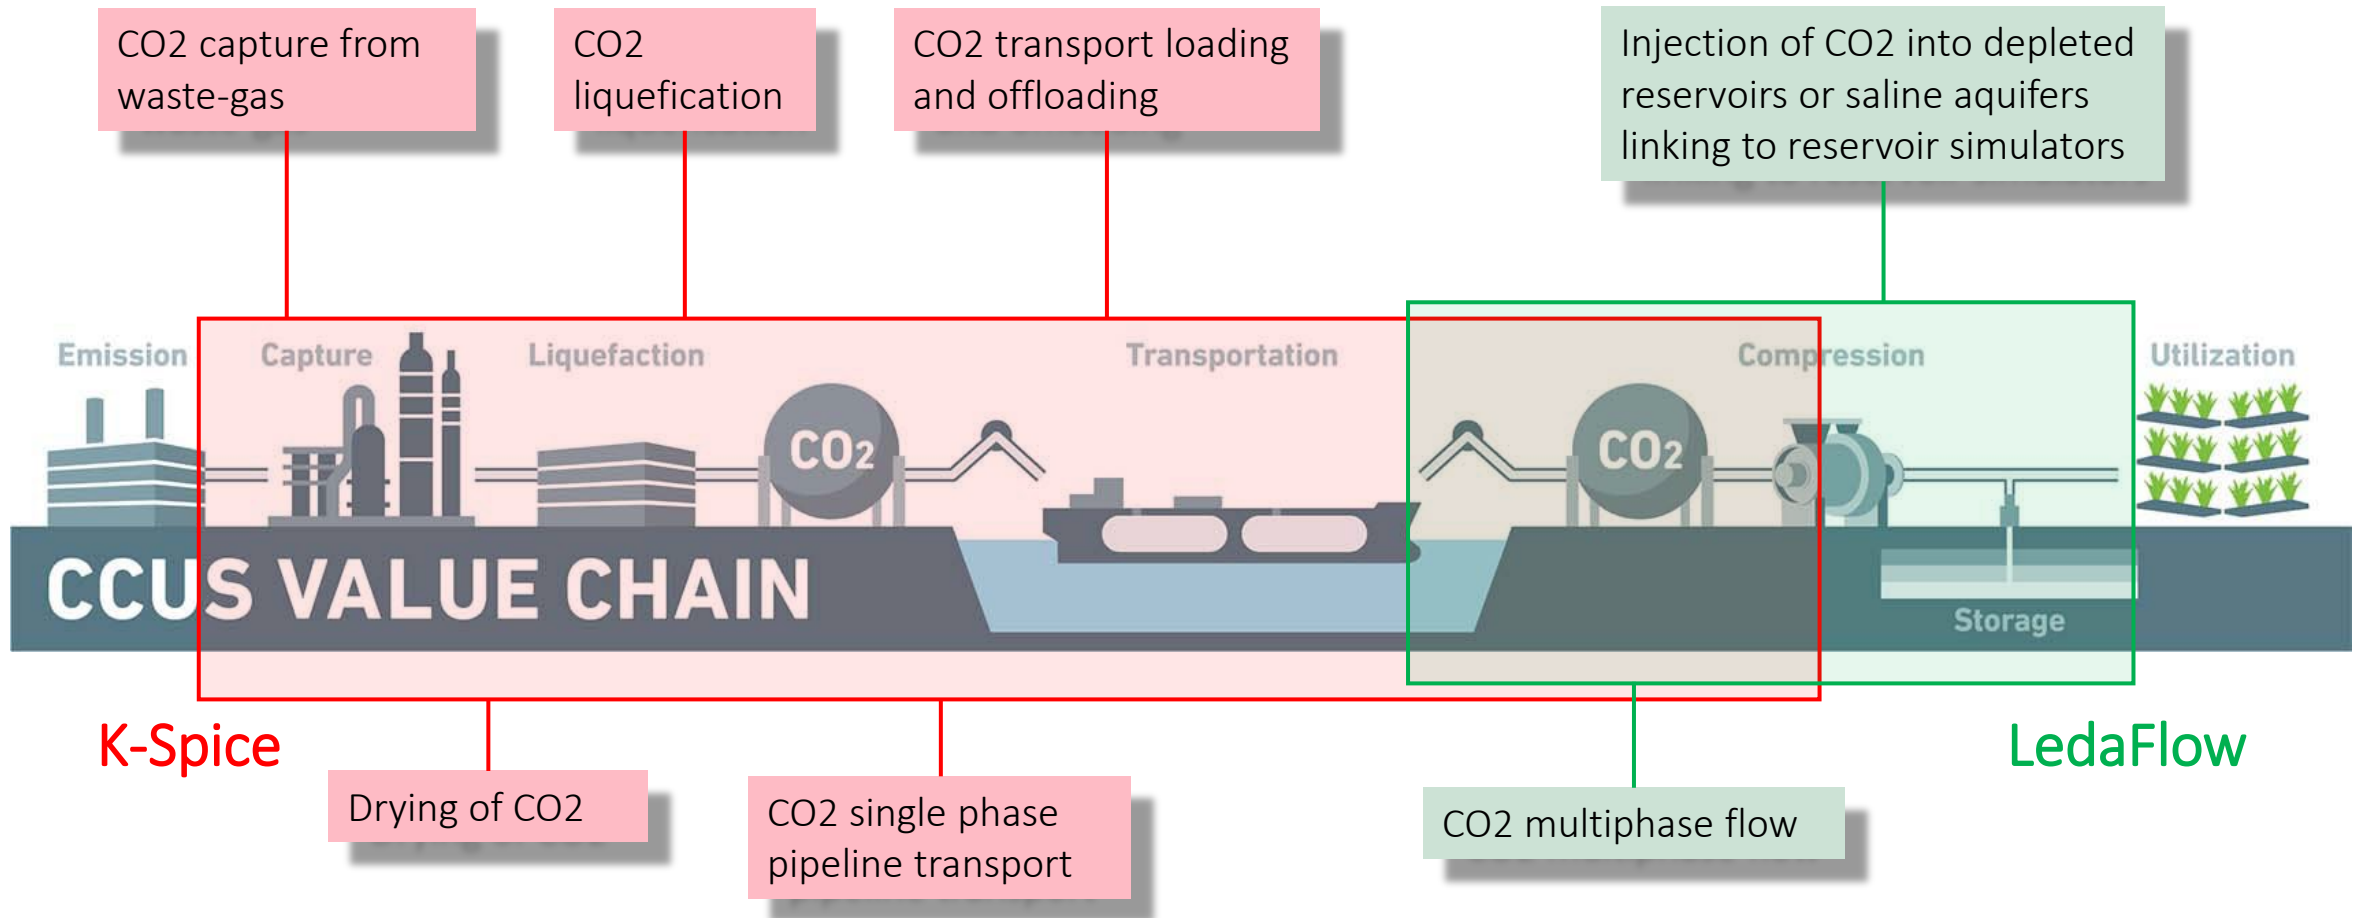 CO2 capture from
waste-gas
CO2
liquefication
CO2 transport loading
and offloading
Injection of CO2 into depleted
reservoirs or saline aquifers
linking to reservoir simulators
Emission
Capture
Liquefaction
Transportation
Compression
Utilization
CO2
CO2
CCUS VALUE CHAIN
Storage
K-Spice
LedaFlow
Drying of CO2
CO2 single phase
pipeline transport
CO2 multiphase flow